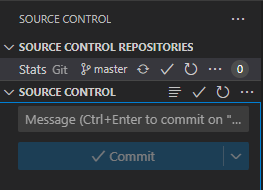 SOURCE CONTROL
SOURCE CONTROL REPOSITORIES
Stats Git master 0
SOURCE CONTROL
Message (Ctrl+Enter to commit on "...
Commit